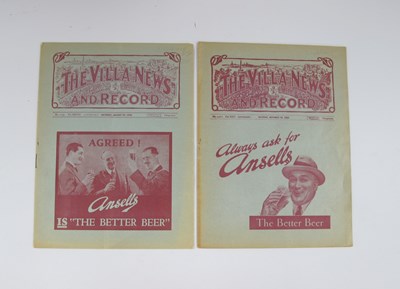 THE VILLA NEWS
AND RECORD
AGREED!
Ansells
IS "THE BETTER BEER"
THE VILLA NEWS
AND RECORD
Always ask for
Ansells
The Better Beer